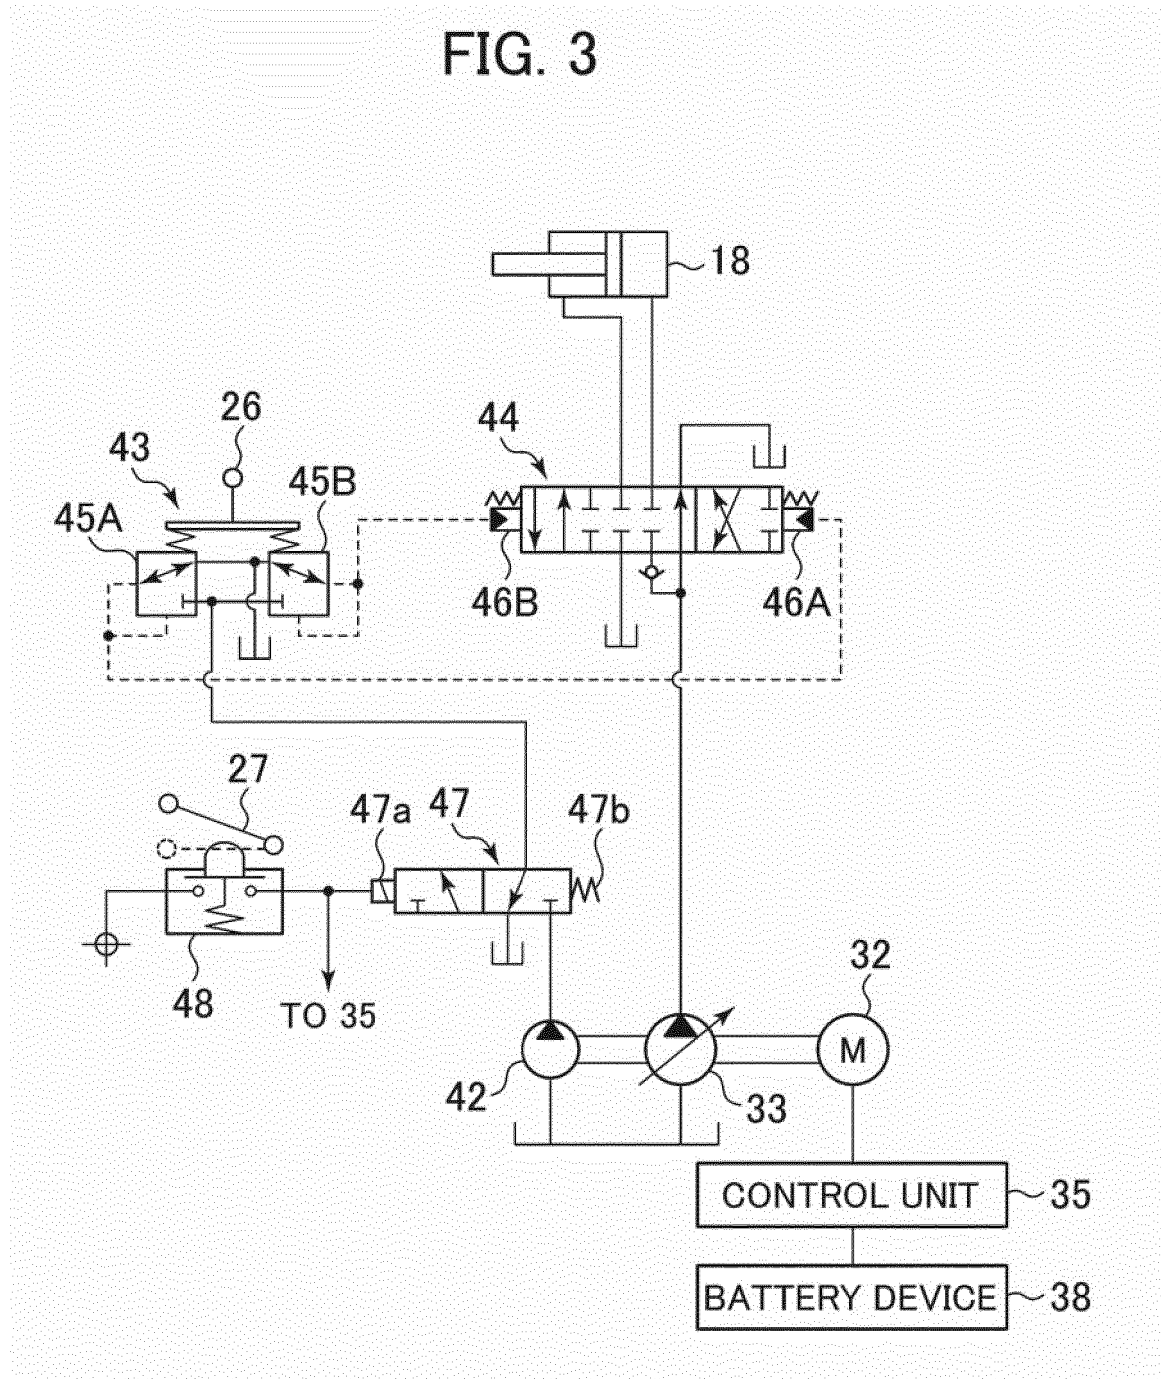 FIG. 3
18
26
44
43
45B
45A
46B
46A
27
47a
47
47b
48
TO 35
32
M
42
33
CONTROL UNIT
35
BATTERY DEVICE
38